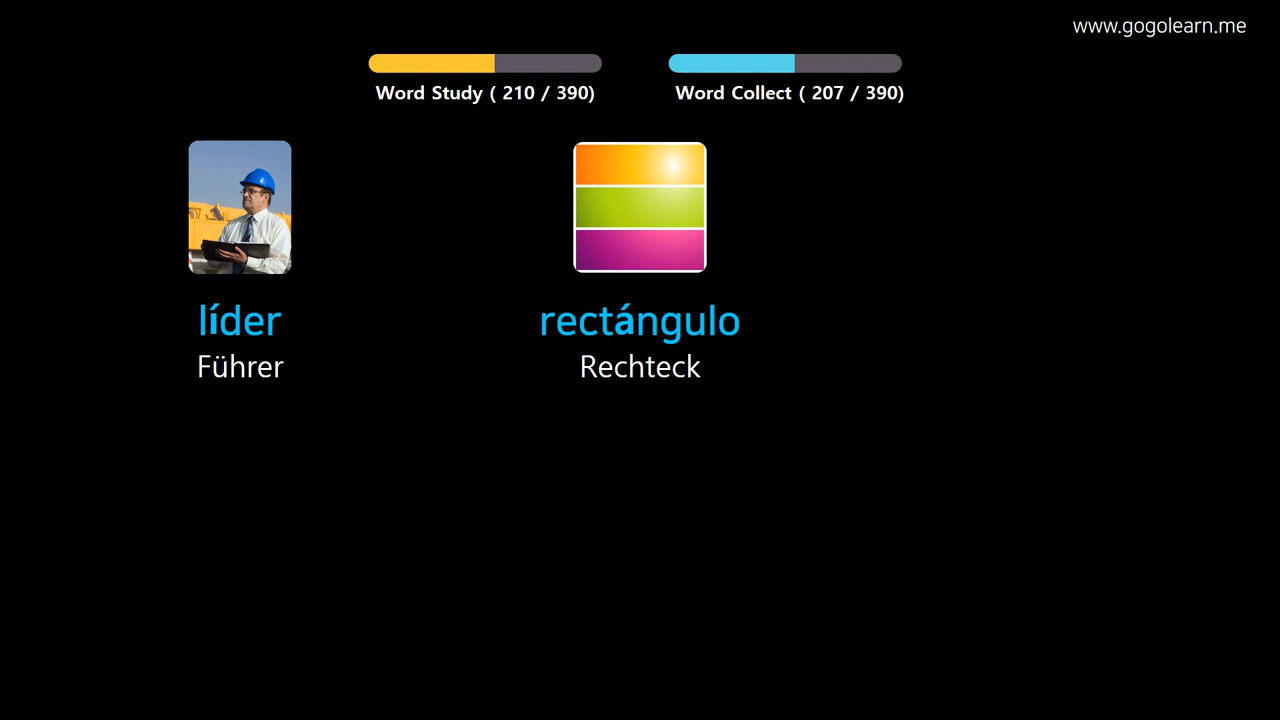 www.gogolearn.me
Word Study ( 210 / 390)
Word Collect ( 207 / 390)
líder
rectángulo
Führer
Rechteck